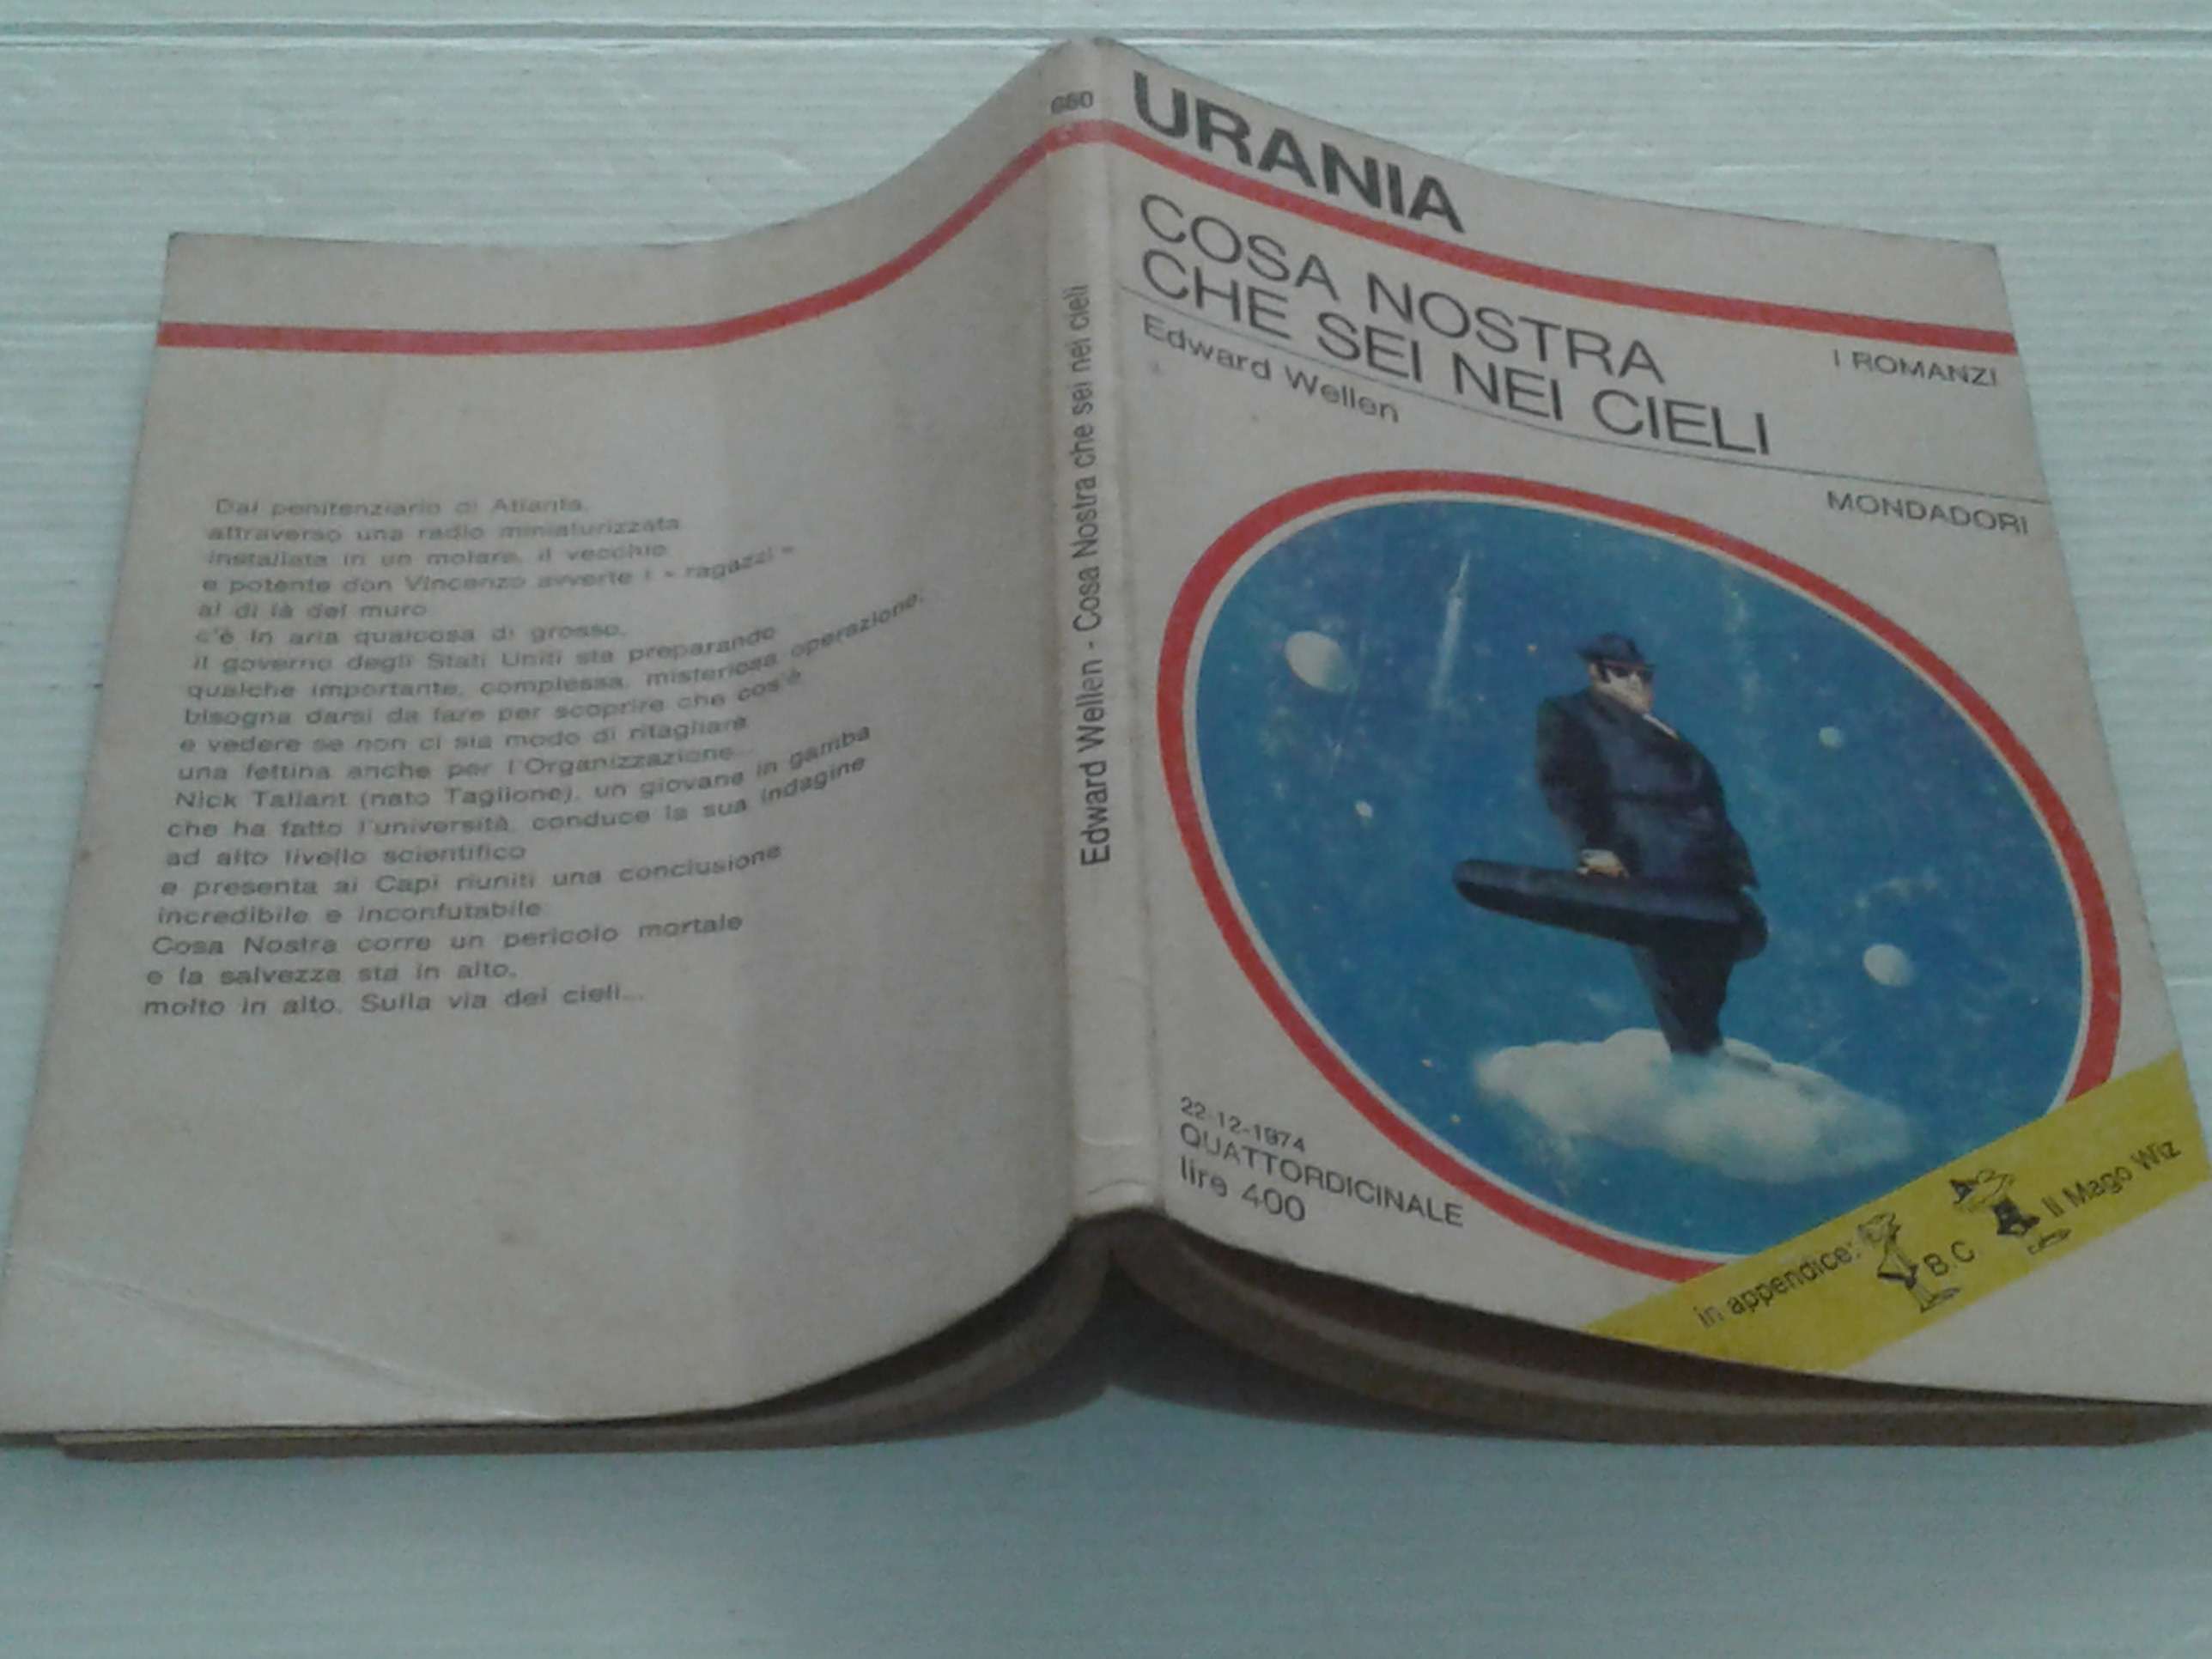 Dal penitenziario di Atlanta,
attraverso una radio miniaturizzata
installata in un molare, il vecchio
e potente don Vincenzo avverte i « ragazzi »
al di là del muro
c'è in aria qualcosa di grosso,
il governo degli Stati Uniti sta preparando
qualche importante, complessa, misteriosa operazione,
bisogna darsi da fare per scoprire che cos'è
e vedere se non ci sia modo di ritagliare
una fettina anche per l'Organizzazione...
Nick Tallant (nato Taglione), un giovane in gamba
che ha fatto l'università, conduce la sua indagine
ad alto livello scientifico
e presenta ai Capi riuniti una conclusione
incredibile e inconfutabile
Cosa Nostra corre un pericolo mortale
e la salvezza sta in alto,
molto in alto. Sulla via dei cieli...
660
Edward Wellen - Cosa Nostra che sei nei cieli
URANIA
COSA NOSTRA
CHE SEI NEI CIELI
I ROMANZI
Edward Wellen
MONDADORI
22-12-1974
QUATTORDICINALE
lire 400
in appendice: B.C Il Mago Wiz